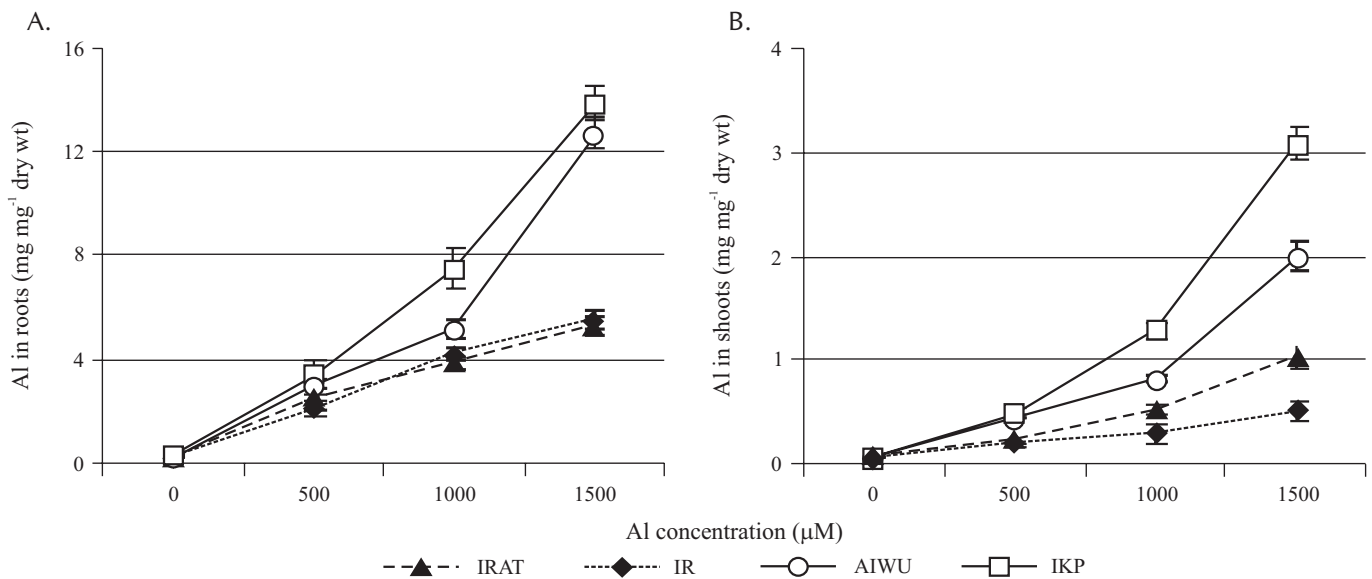 A.
16
12
8
4
0
Al in roots (mg mg⁻¹ dry wt)
0 500 1000 1500
B.
4
3
2
1
0
Al in shoots (mg mg⁻¹ dry wt)
0 500 1000 1500
Al concentration (μM)
IRAT IR AIWU IKP